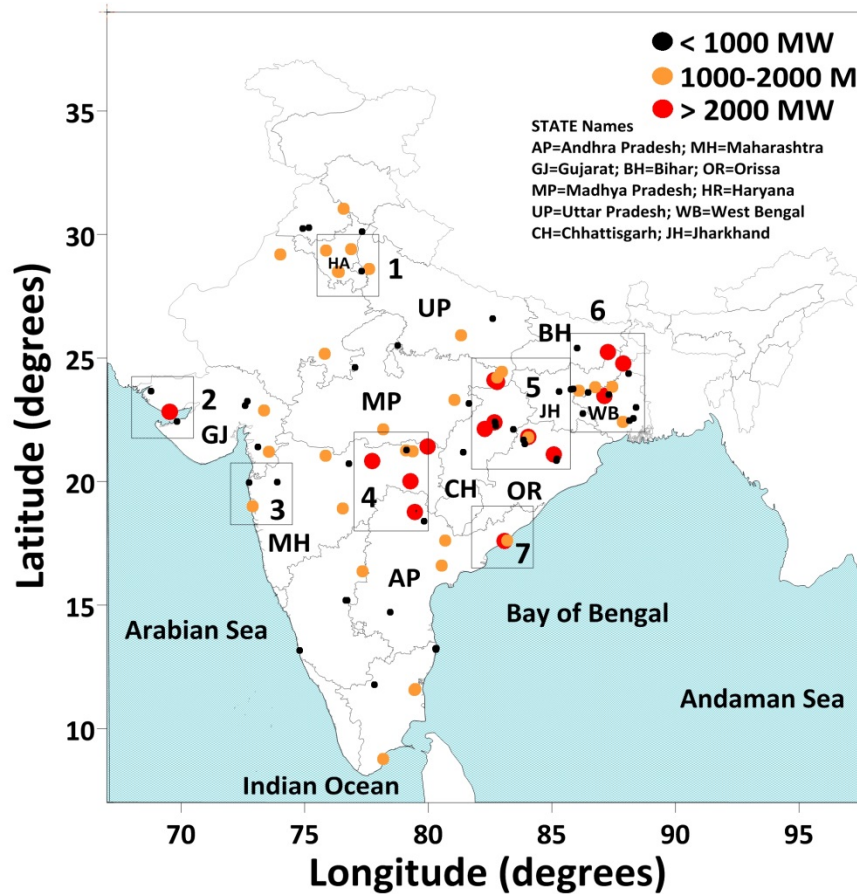 < 1000 MW
1000-2000 M
> 2000 MW
STATE Names
AP=Andhra Pradesh; MH=Maharashtra
GJ=Gujarat; BH=Bihar; OR=Orissa
MP=Madhya Pradesh; HR=Haryana
UP=Uttar Pradesh; WB=West Bengal
CH=Chhattisgarh; JH=Jharkhand
35
30
HA
1
6
UP
BH
25
2
5
MP
JH
WB
GJ
20
4
CH
OR
3
MH
7
AP
15
Arabian Sea
Bay of Bengal
10
Andaman Sea
Indian Ocean
Latitude (degrees)
70 75 80 85 90 95
Longitude (degrees)